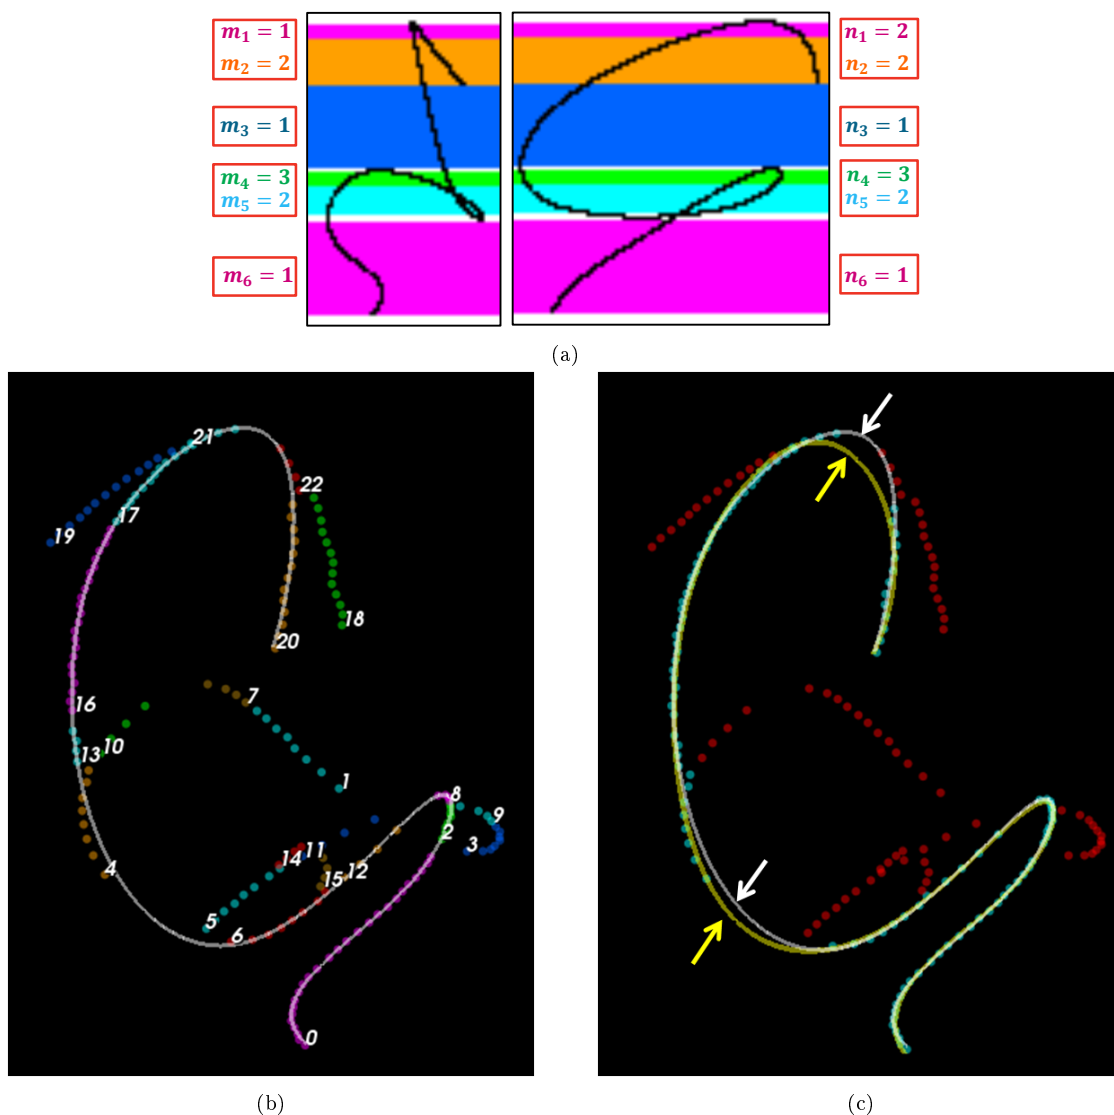 m₁ = 1
m₂ = 2
m₃ = 1
m₄ = 3
m₅ = 2
m₆ = 1
n₁ = 2
n₂ = 2
n₃ = 1
n₄ = 3
n₅ = 2
n₆ = 1
(a)
21
22
17
19
18
20
7
16
13 10
1
8
9
2
3
4
14 11
15 12
5
6
0
(b)
(c)